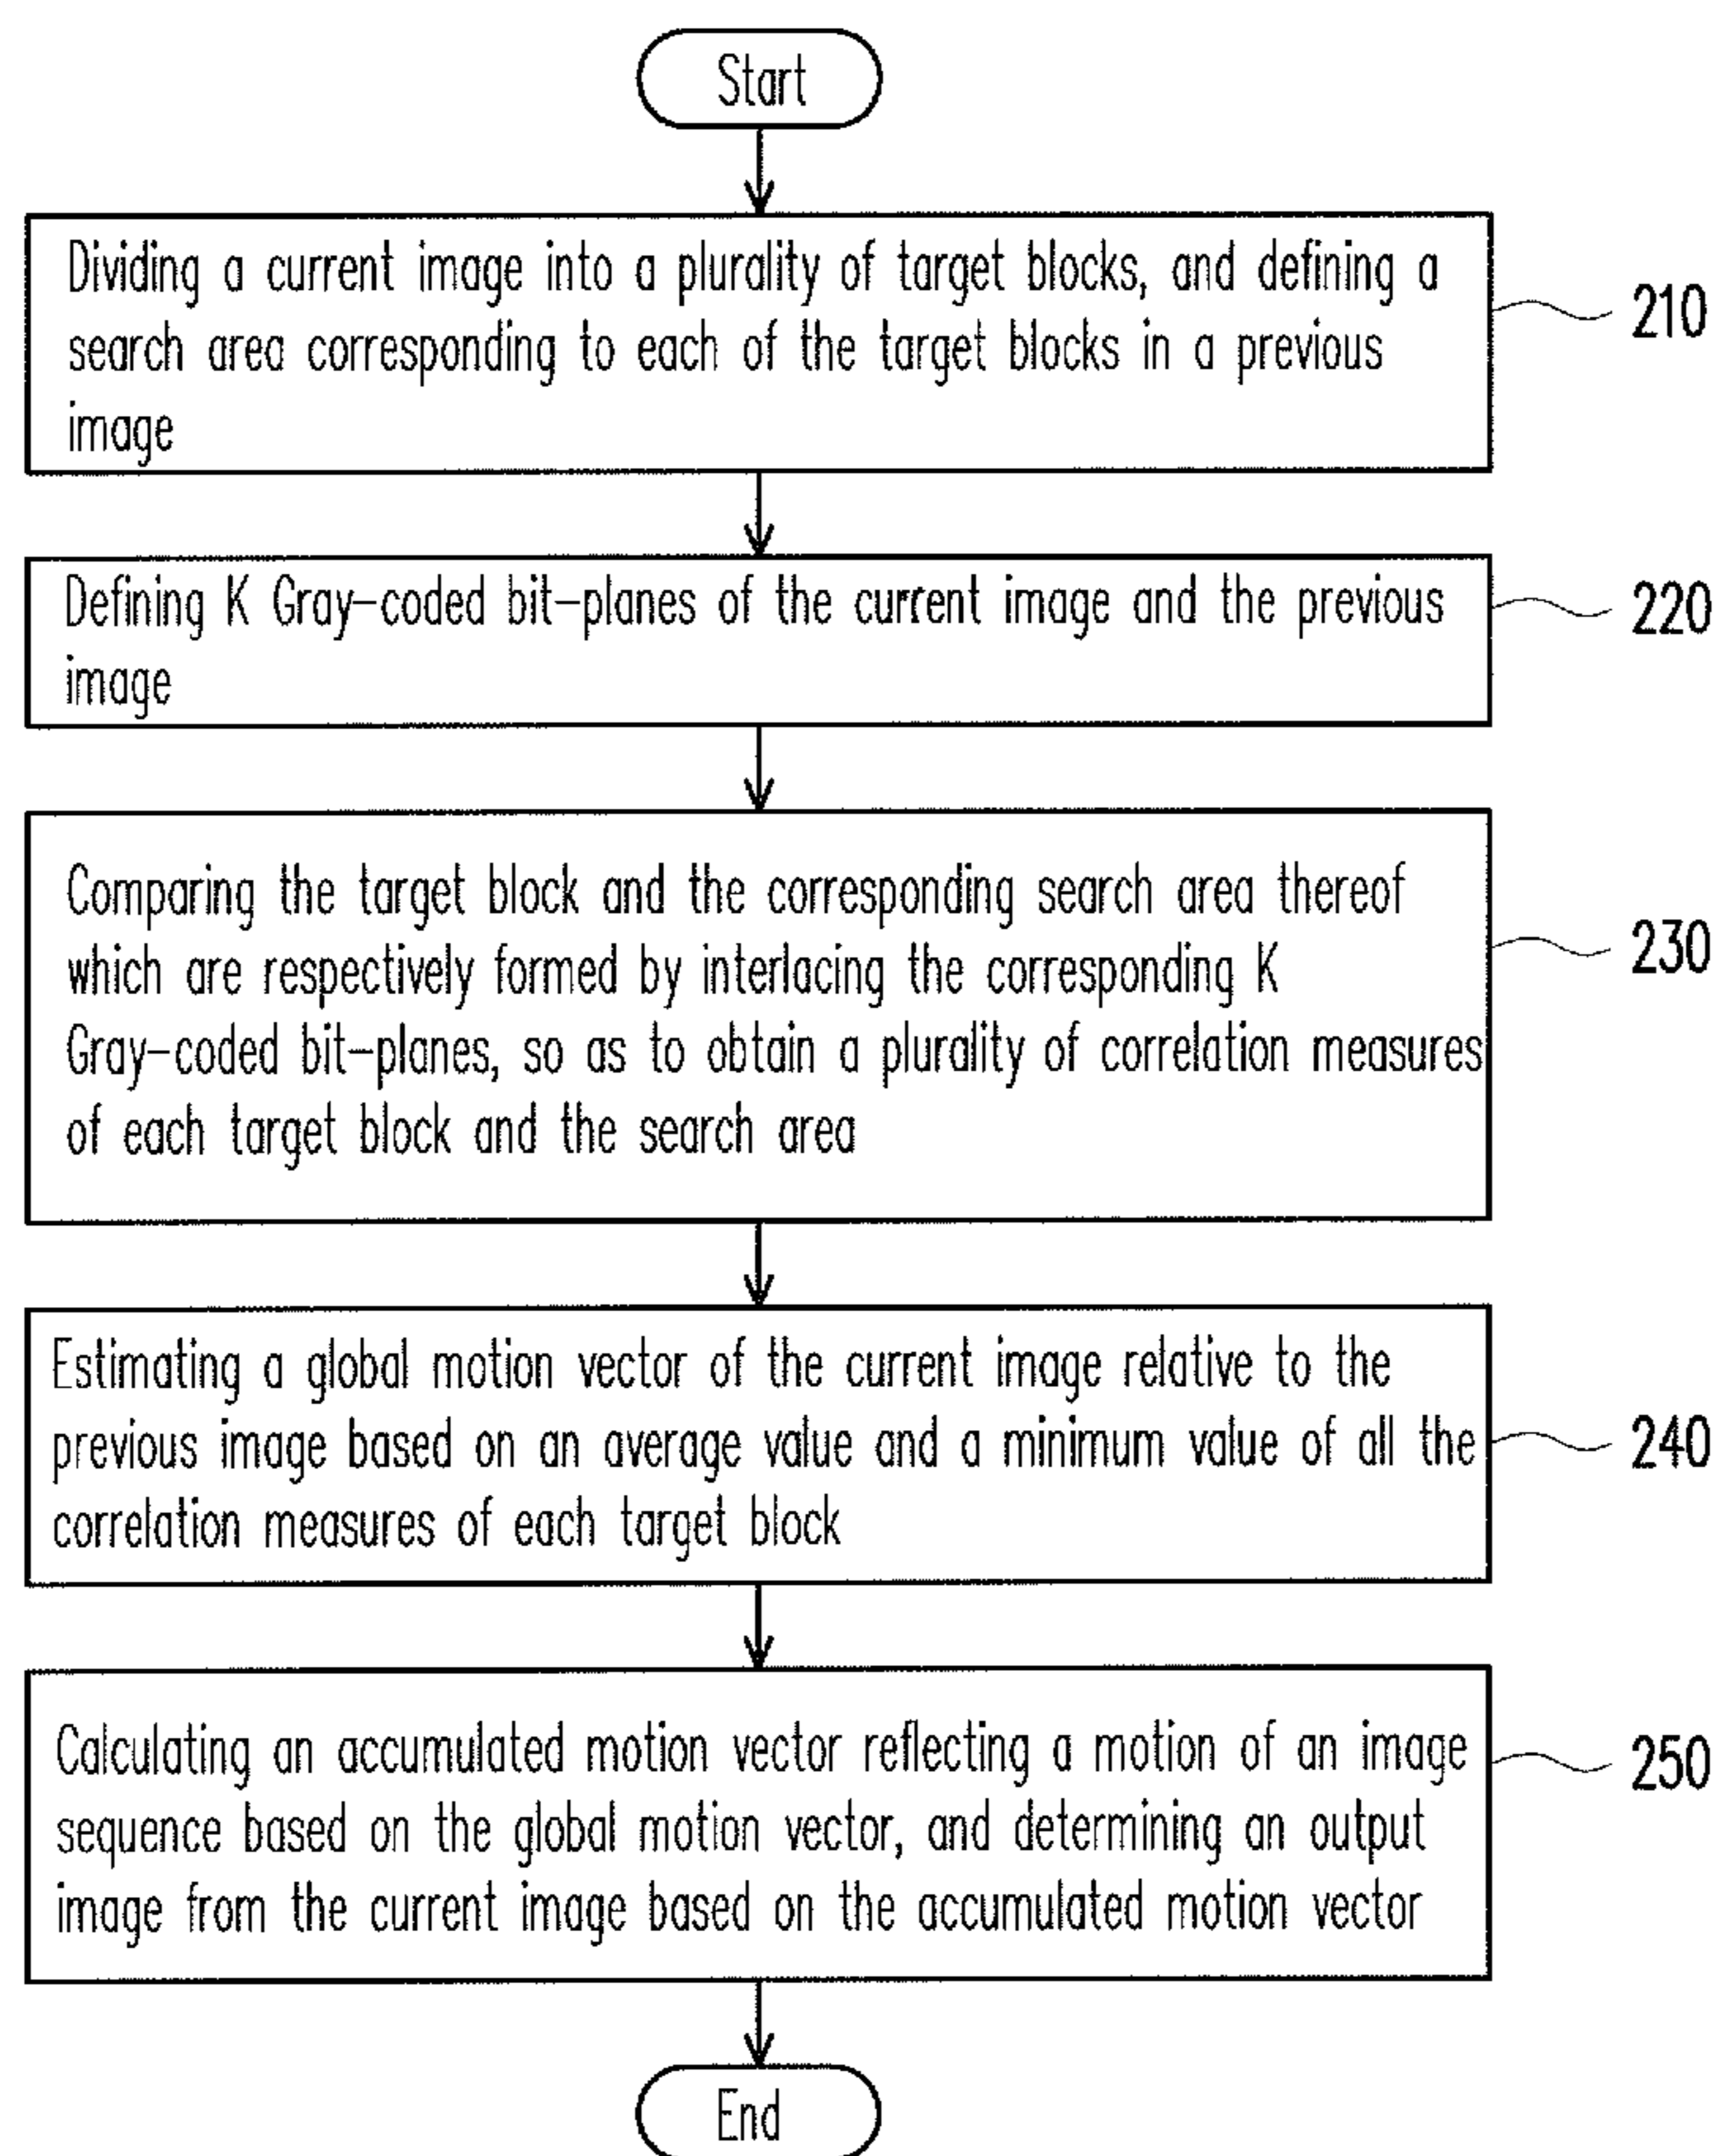 Start
Dividing a current image into a plurality of target blocks, and defining a
search area corresponding to each of the target blocks in a previous
image
210
Defining K Gray-coded bit-planes of the current image and the previous
image
220
Comparing the target block and the corresponding search area thereof
which are respectively formed by interlacing the corresponding K
Gray-coded bit-planes, so as to obtain a plurality of correlation measures
of each target block and the search area
230
Estimating a global motion vector of the current image relative to the
previous image based on an average value and a minimum value of all the
correlation measures of each target block
240
Calculating an accumulated motion vector reflecting a motion of an image
sequence based on the global motion vector, and determining an output
image from the current image based on the accumulated motion vector
250
End